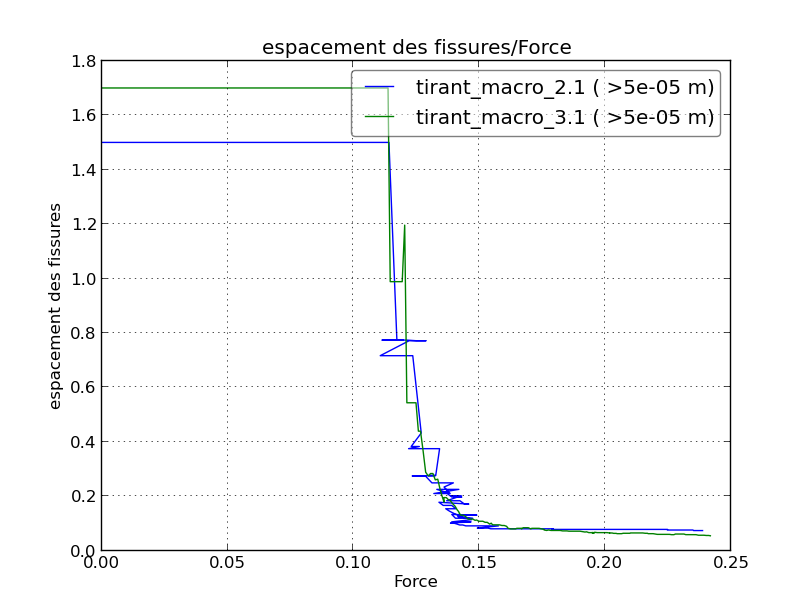 espacement des fissures/Force
tirant_macro_2.1 ( >5e-05 m)
tirant_macro_3.1 ( >5e-05 m)
espacement des fissures
1.8
1.6
1.4
1.2
1.0
0.8
0.6
0.4
0.2
0.0
0.00 0.05 0.10 0.15 0.20 0.25
Force